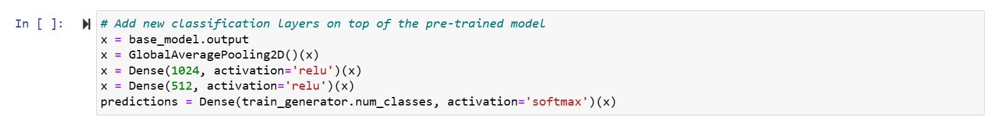 In [ ]: # Add new classification layers on top of the pre-trained model
x = base_model.output
x = GlobalAveragePooling2D()(x)
x = Dense(1024, activation='relu')(x)
x = Dense(512, activation='relu')(x)
predictions = Dense(train_generator.num_classes, activation='softmax')(x)